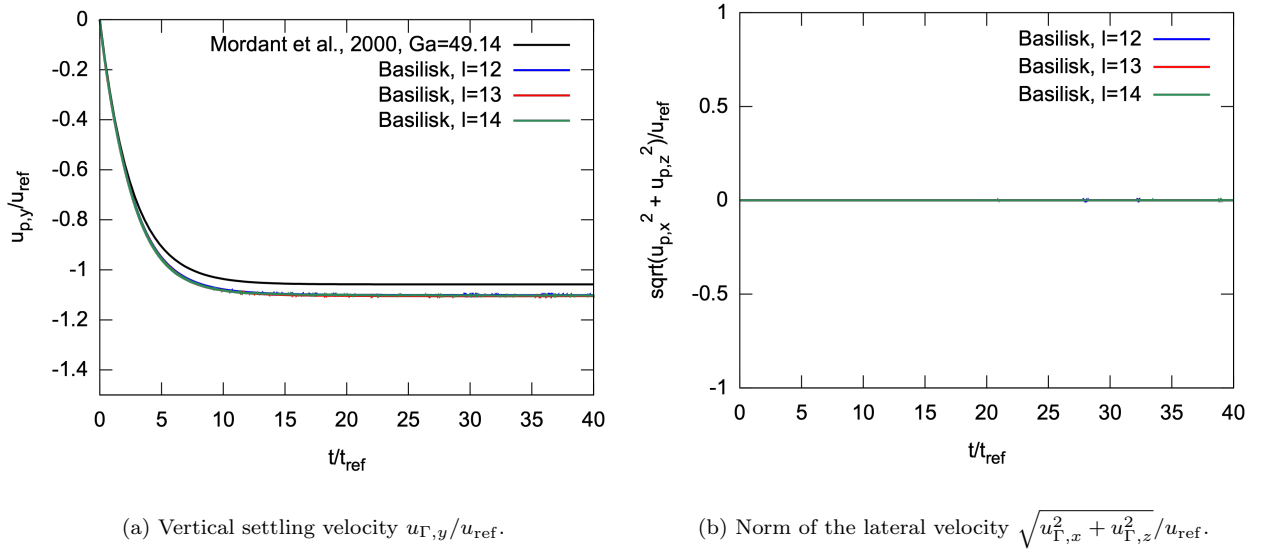 Mordant et al., 2000, Ga=49.14
Basilisk, l=12
Basilisk, l=13
Basilisk, l=14
0
-0.2
-0.4
-0.6
-0.8
-1
-1.2
-1.4
u_p,y/u_ref
0 5 10 15 20 25 30 35 40
t/t_ref
(a) Vertical settling velocity u_Γ,y/u_ref.
Basilisk, l=12
Basilisk, l=13
Basilisk, l=14
1
0.5
0
-0.5
-1
sqrt(u_p,x^2 + u_p,z^2)/u_ref
0 5 10 15 20 25 30 35 40
t/t_ref
(b) Norm of the lateral velocity √(u²_Γ,x + u²_Γ,z)/u_ref.